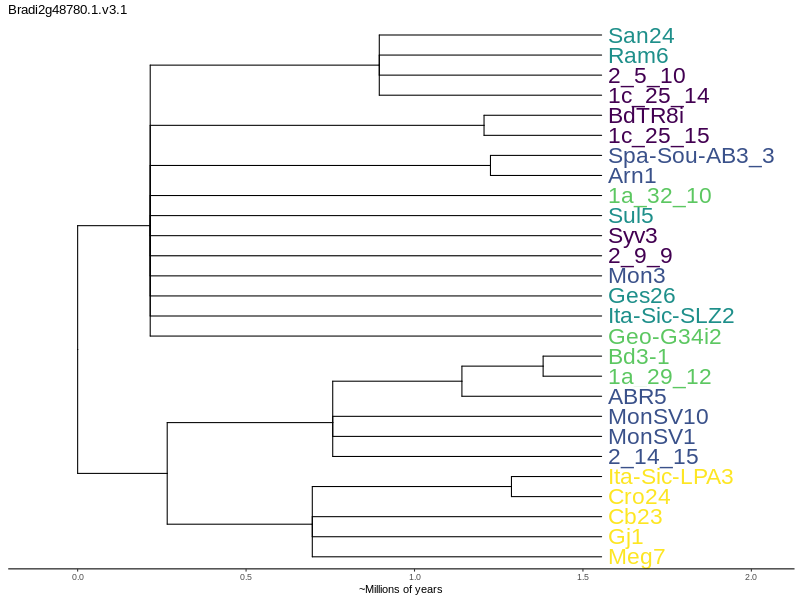 Bradi2g48780.1.v3.1
San24
Ram6
2_5_10
1c_25_14
BdTR8i
1c_25_15
Spa-Sou-AB3_3
Arn1
1a_32_10
Sul5
Syv3
2_9_9
Mon3
Ges26
Ita-Sic-SLZ2
Geo-G34i2
Bd3-1
1a_29_12
ABR5
MonSV10
MonSV1
2_14_15
Ita-Sic-LPA3
Cro24
Cb23
Gj1
Meg7
0.0 0.5 1.0 1.5 2.0
~Millions of years